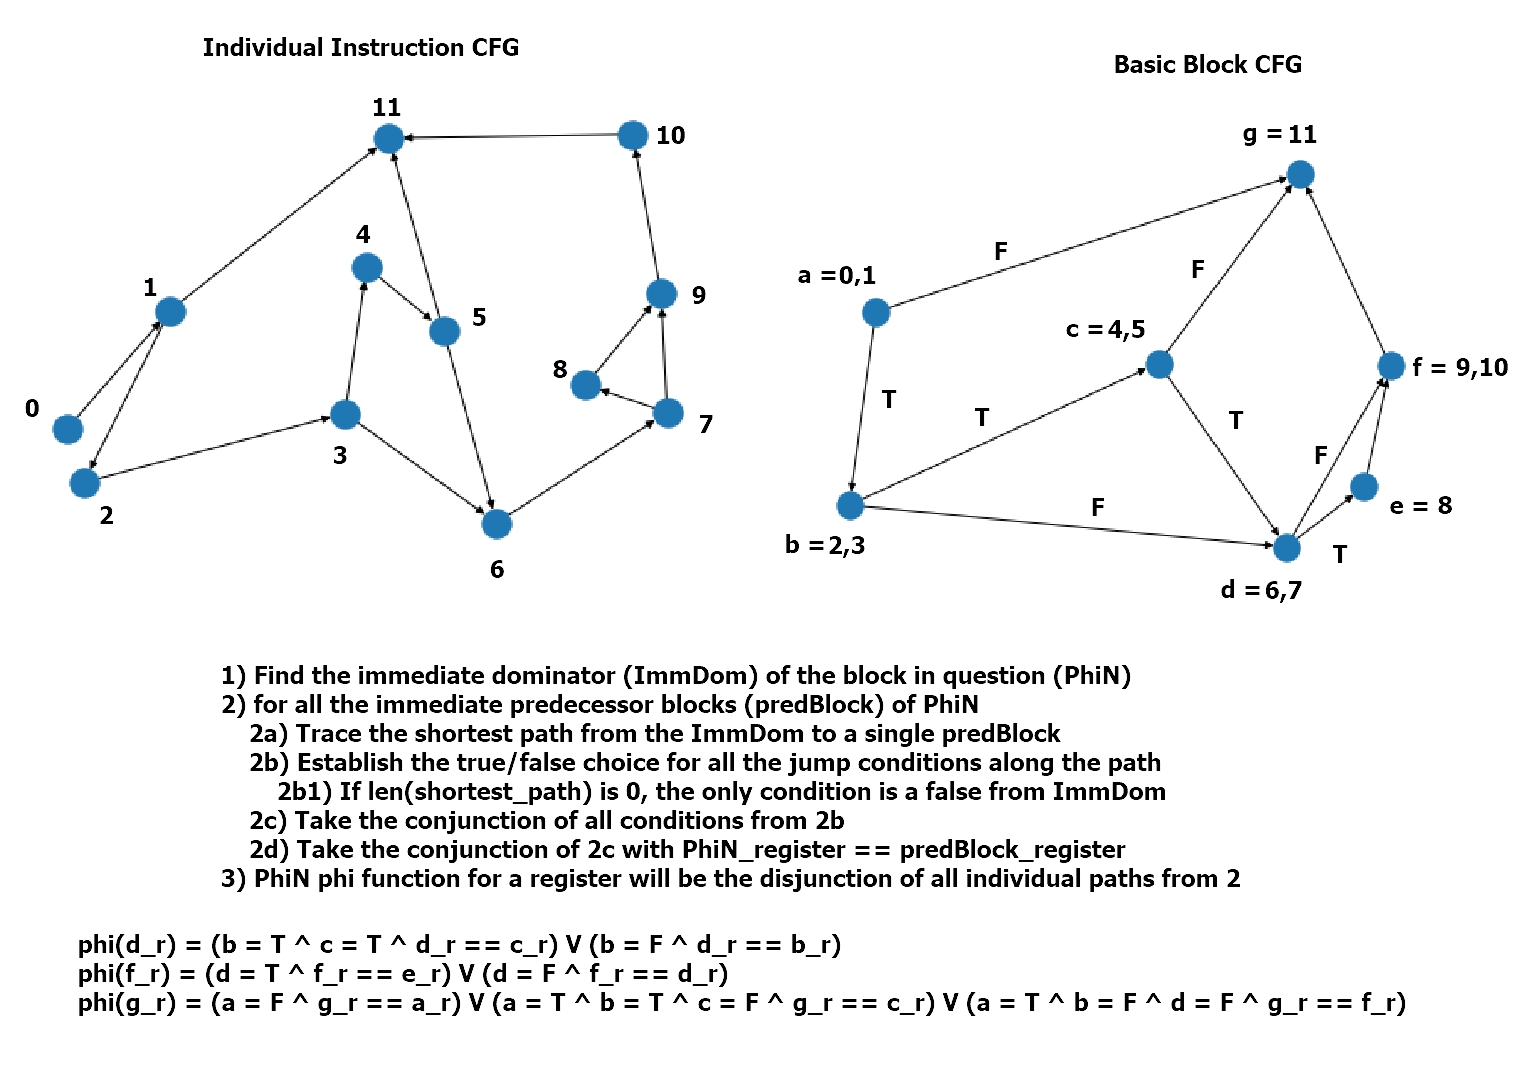 Individual Instruction CFG
11
10
4
1
5
9
8
0
7
3
2
6
Basic Block CFG
g = 11
F
a =0,1
F
c =4,5
f = 9,10
T
T
T
F
e = 8
F
b =2,3
T
d =6,7
1) Find the immediate dominator (ImmDom) of the block in question (PhiN)
2) for all the immediate predecessor blocks (predBlock) of PhiN
2a) Trace the shortest path from the ImmDom to a single predBlock
2b) Establish the true/false choice for all the jump conditions along the path
2b1) If len(shortest_path) is 0, the only condition is a false from ImmDom
2c) Take the conjunction of all conditions from 2b
2d) Take the conjunction of 2c with PhiN_register == predBlock_register
3) PhiN phi function for a register will be the disjunction of all individual paths from 2
phi(d_r) = (b = T ^ c = T ^ d_r == c_r) V (b = F ^ d_r == b_r)
phi(f_r) = (d = T ^ f_r == e_r) V (d = F ^ f_r == d_r)
phi(g_r) = (a = F ^ g_r == a_r) V (a = T ^ b = T ^ c = F ^ g_r == c_r) V (a = T ^ b = F ^ d = F ^ g_r == f_r)